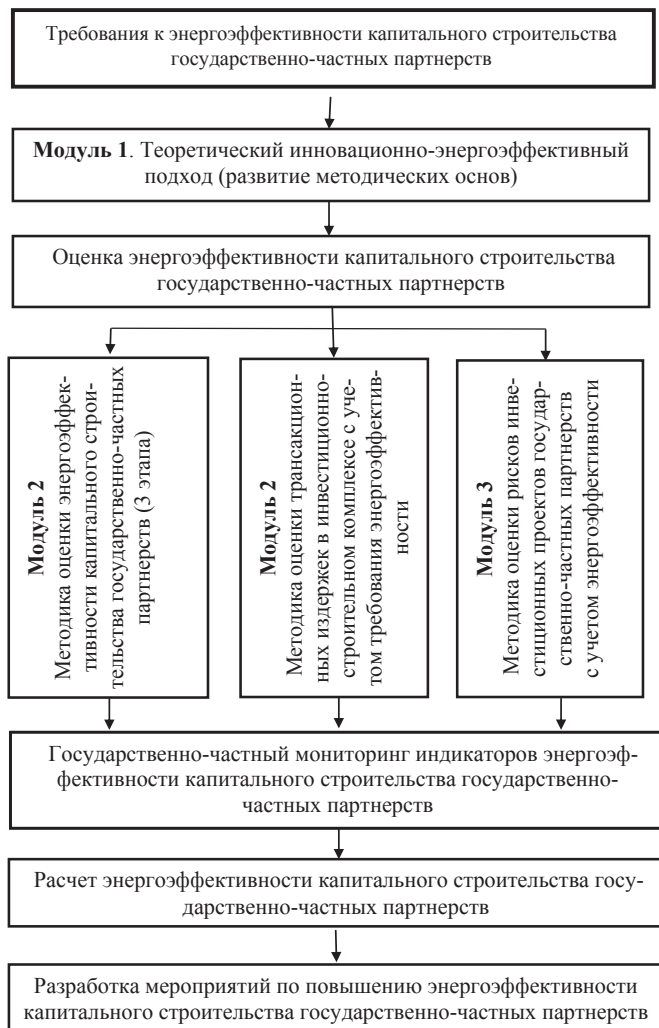 Требования к энергоэффективности капитального строительства
государственно-частных партнерств
Модуль 1. Теоретический инновационно-энергоэффективный
подход (развитие методических основ)
Оценка энергоэффективности капитального строительства
государственно-частных партнерств
Модуль 2
Методика оценки энергоэффек-
тивности капитального строи-
тельства государственно-частных
партнерств (3 этапа)
Модуль 2
Методика оценки трансакцион-
ных издержек в инвестиционно-
строительном комплексе с уче-
том требования энергоэффектив-
ности
Модуль 3
Методика оценки рисков инве-
стиционных проектов государ-
ственно-частных партнерств
с учетом энергоэффективности
Государственно-частный мониторинг индикаторов энергоэф-
фективности капитального строительства государственно-
частных партнерств
Расчет энергоэффективности капитального строительства госу-
дарственно-частных партнерств
Разработка мероприятий по повышению энергоэффективности
капитального строительства государственно-частных партнерств